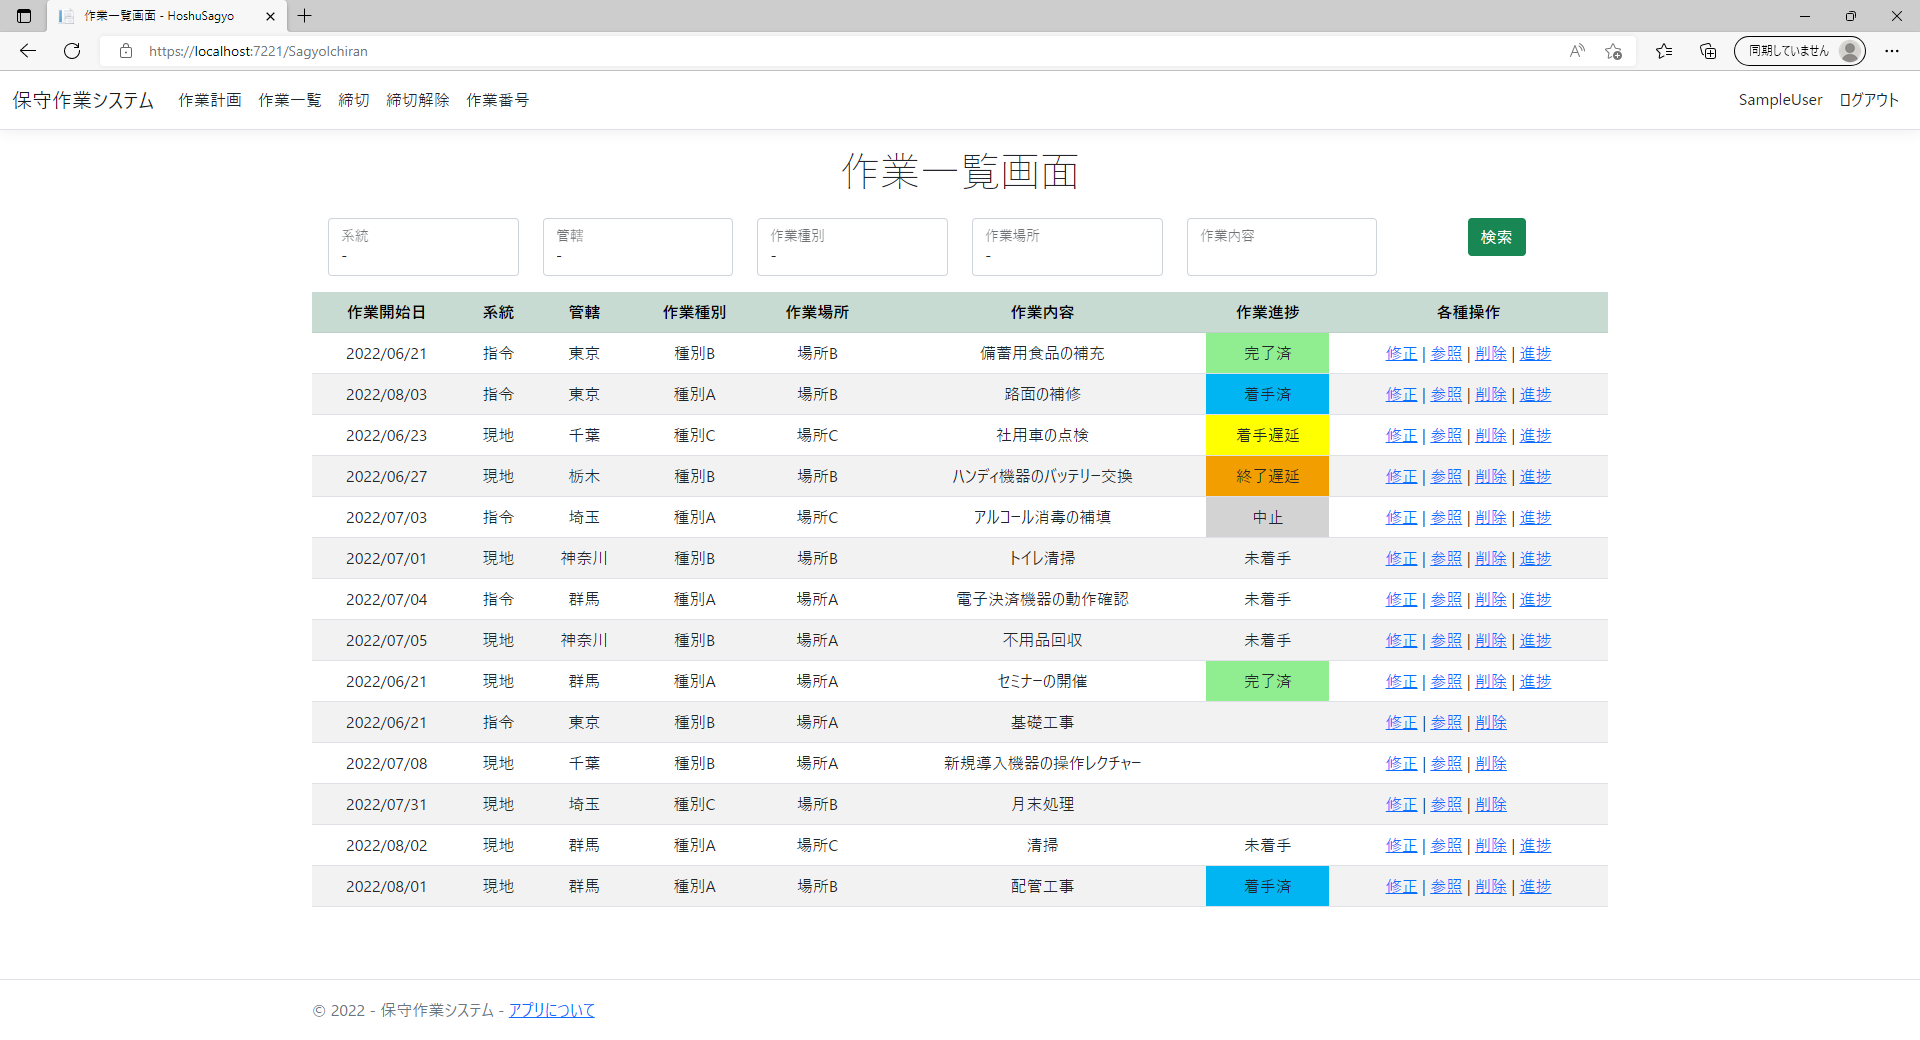 作業一覧画面 - HoshuSagyo
https://localhost:7221/SagyoIchiran
同期していません
保守作業システム 作業計画 作業一覧 締切 締切解除 作業番号 SampleUser ログアウト
作業一覧画面
系統 管轄 作業種別 作業場所 作業内容 検索
- - - -
作業開始日 系統 管轄 作業種別 作業場所 作業内容 作業進捗 各種操作
2022/06/21 指令 東京 種別B 場所B 備蓄用食品の補充 完了済 修正 | 参照 | 削除 | 進捗
2022/08/03 指令 東京 種別A 場所B 路面の補修 着手済 修正 | 参照 | 削除 | 進捗
2022/06/23 現地 千葉 種別C 場所C 社用車の点検 着手遅延 修正 | 参照 | 削除 | 進捗
2022/06/27 現地 栃木 種別B 場所B ハンディ機器のバッテリー交換 終了遅延 修正 | 参照 | 削除 | 進捗
2022/07/03 指令 埼玉 種別A 場所C アルコール消毒の補填 中止 修正 | 参照 | 削除 | 進捗
2022/07/01 現地 神奈川 種別B 場所B トイレ清掃 未着手 修正 | 参照 | 削除 | 進捗
2022/07/04 指令 群馬 種別A 場所A 電子決済機器の動作確認 未着手 修正 | 参照 | 削除 | 進捗
2022/07/05 現地 神奈川 種別B 場所A 不用品回収 未着手 修正 | 参照 | 削除 | 進捗
2022/06/21 現地 群馬 種別A 場所A セミナーの開催 完了済 修正 | 参照 | 削除 | 進捗
2022/06/21 指令 東京 種別B 場所A 基礎工事 修正 | 参照 | 削除
2022/07/08 現地 千葉 種別B 場所A 新規導入機器の操作レクチャー 修正 | 参照 | 削除
2022/07/31 現地 埼玉 種別C 場所B 月末処理 修正 | 参照 | 削除
2022/08/02 現地 群馬 種別A 場所C 清掃 未着手 修正 | 参照 | 削除 | 進捗
2022/08/01 現地 群馬 種別A 場所B 配管工事 着手済 修正 | 参照 | 削除 | 進捗
© 2022 - 保守作業システム - アプリについて